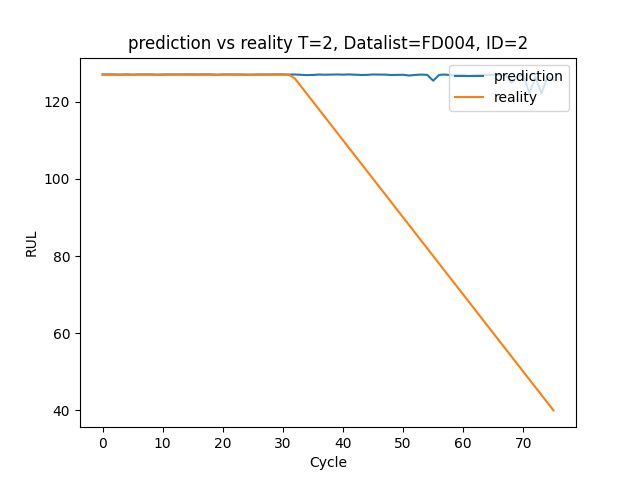 prediction vs reality T=2, Datalist=FD004, ID=2
prediction
reality
RUL
120
100
80
60
40
0 10 20 30 40 50 60 70
Cycle